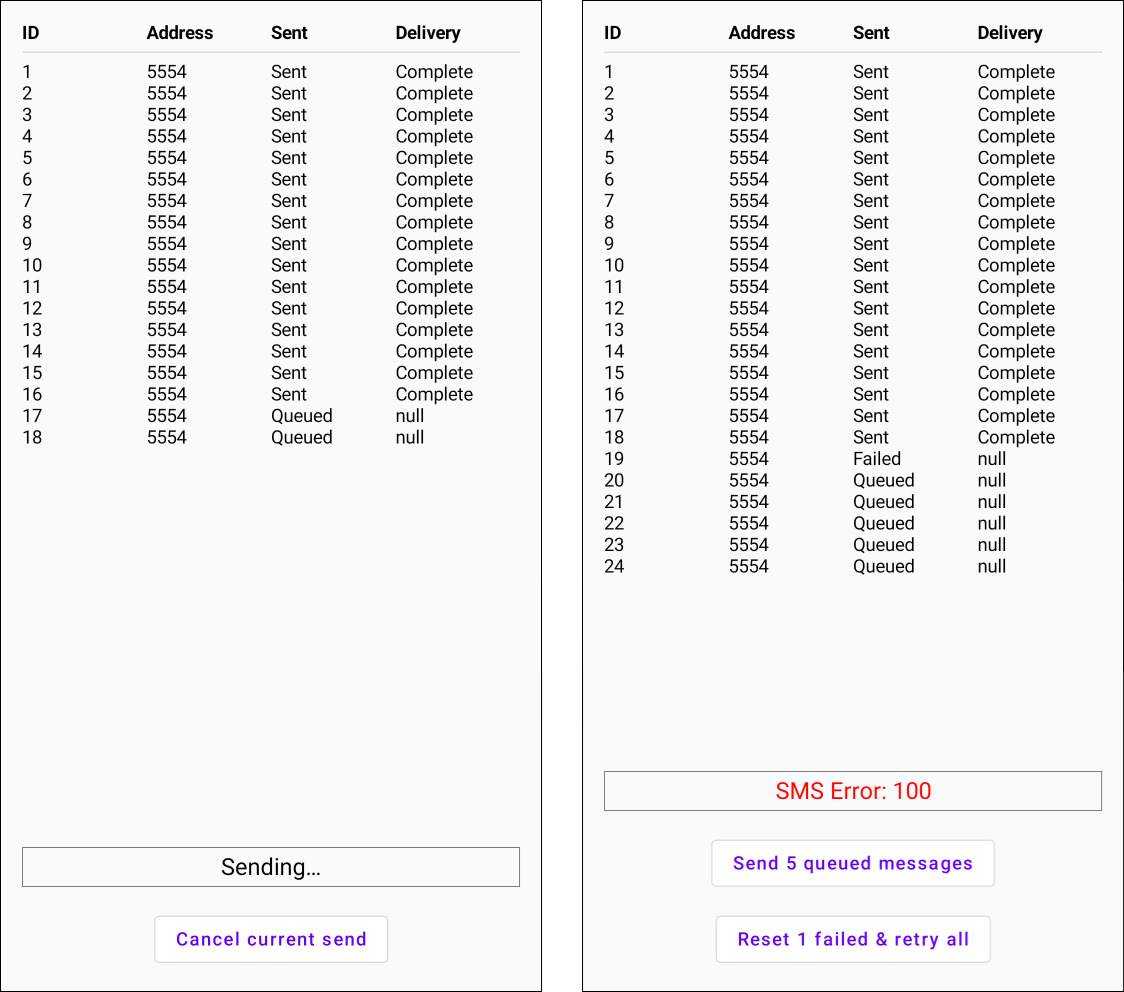 ID Address Sent Delivery
1 5554 Sent Complete
2 5554 Sent Complete
3 5554 Sent Complete
4 5554 Sent Complete
5 5554 Sent Complete
6 5554 Sent Complete
7 5554 Sent Complete
8 5554 Sent Complete
9 5554 Sent Complete
10 5554 Sent Complete
11 5554 Sent Complete
12 5554 Sent Complete
13 5554 Sent Complete
14 5554 Sent Complete
15 5554 Sent Complete
16 5554 Sent Complete
17 5554 Queued null
18 5554 Queued null
Sending...
Cancel current send
ID Address Sent Delivery
1 5554 Sent Complete
2 5554 Sent Complete
3 5554 Sent Complete
4 5554 Sent Complete
5 5554 Sent Complete
6 5554 Sent Complete
7 5554 Sent Complete
8 5554 Sent Complete
9 5554 Sent Complete
10 5554 Sent Complete
11 5554 Sent Complete
12 5554 Sent Complete
13 5554 Sent Complete
14 5554 Sent Complete
15 5554 Sent Complete
16 5554 Sent Complete
17 5554 Sent Complete
18 5554 Sent Complete
19 5554 Failed null
20 5554 Queued null
21 5554 Queued null
22 5554 Queued null
23 5554 Queued null
24 5554 Queued null
SMS Error: 100
Send 5 queued messages
Reset 1 failed & retry all